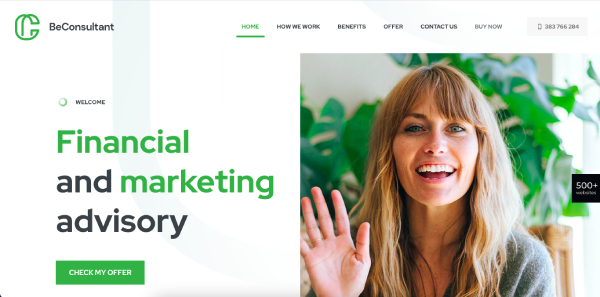 BeConsultant
HOME HOW WE WORK BENEFITS OFFER CONTACT US BUY NOW 383 766 284
WELCOME
Financial
and marketing
advisory
CHECK MY OFFER
500+
websites